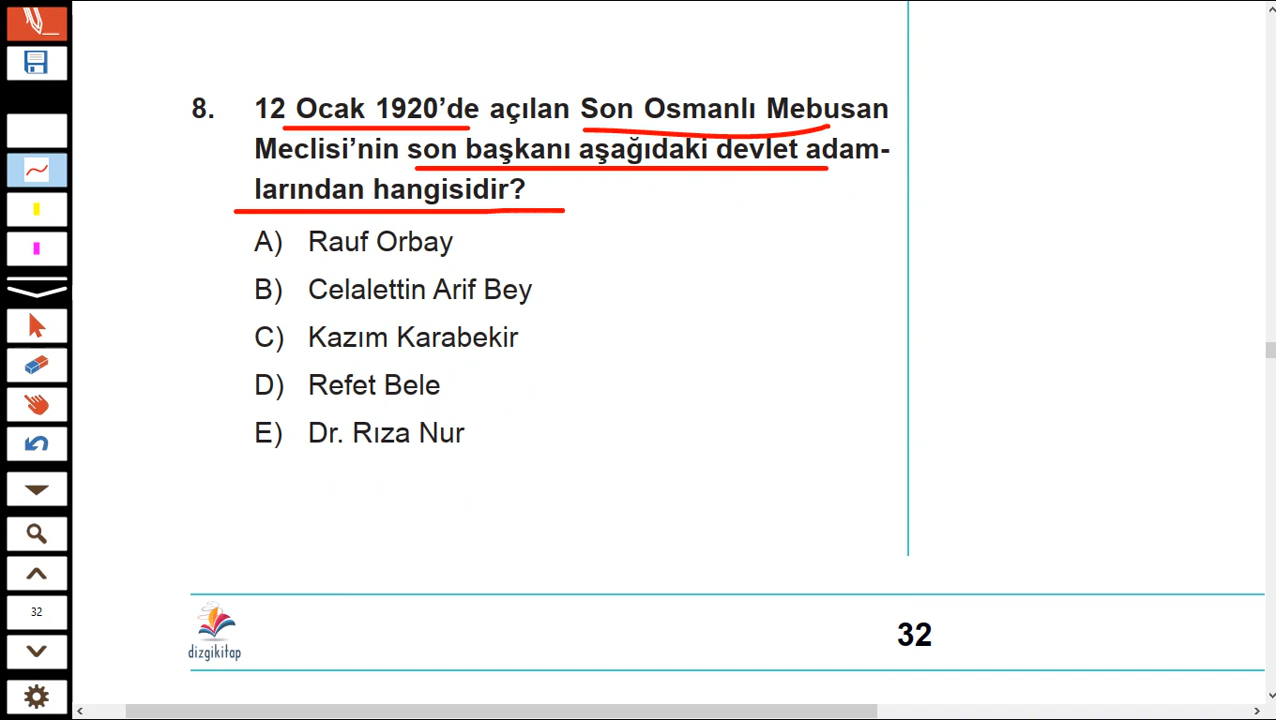 8. 12 Ocak 1920’de açılan Son Osmanlı Mebusan
Meclisi’nin son başkanı aşağıdaki devlet adam-
larından hangisidir?
A) Rauf Orbay
B) Celalettin Arif Bey
C) Kazım Karabekir
D) Refet Bele
E) Dr. Rıza Nur
32
dizgikitap
32